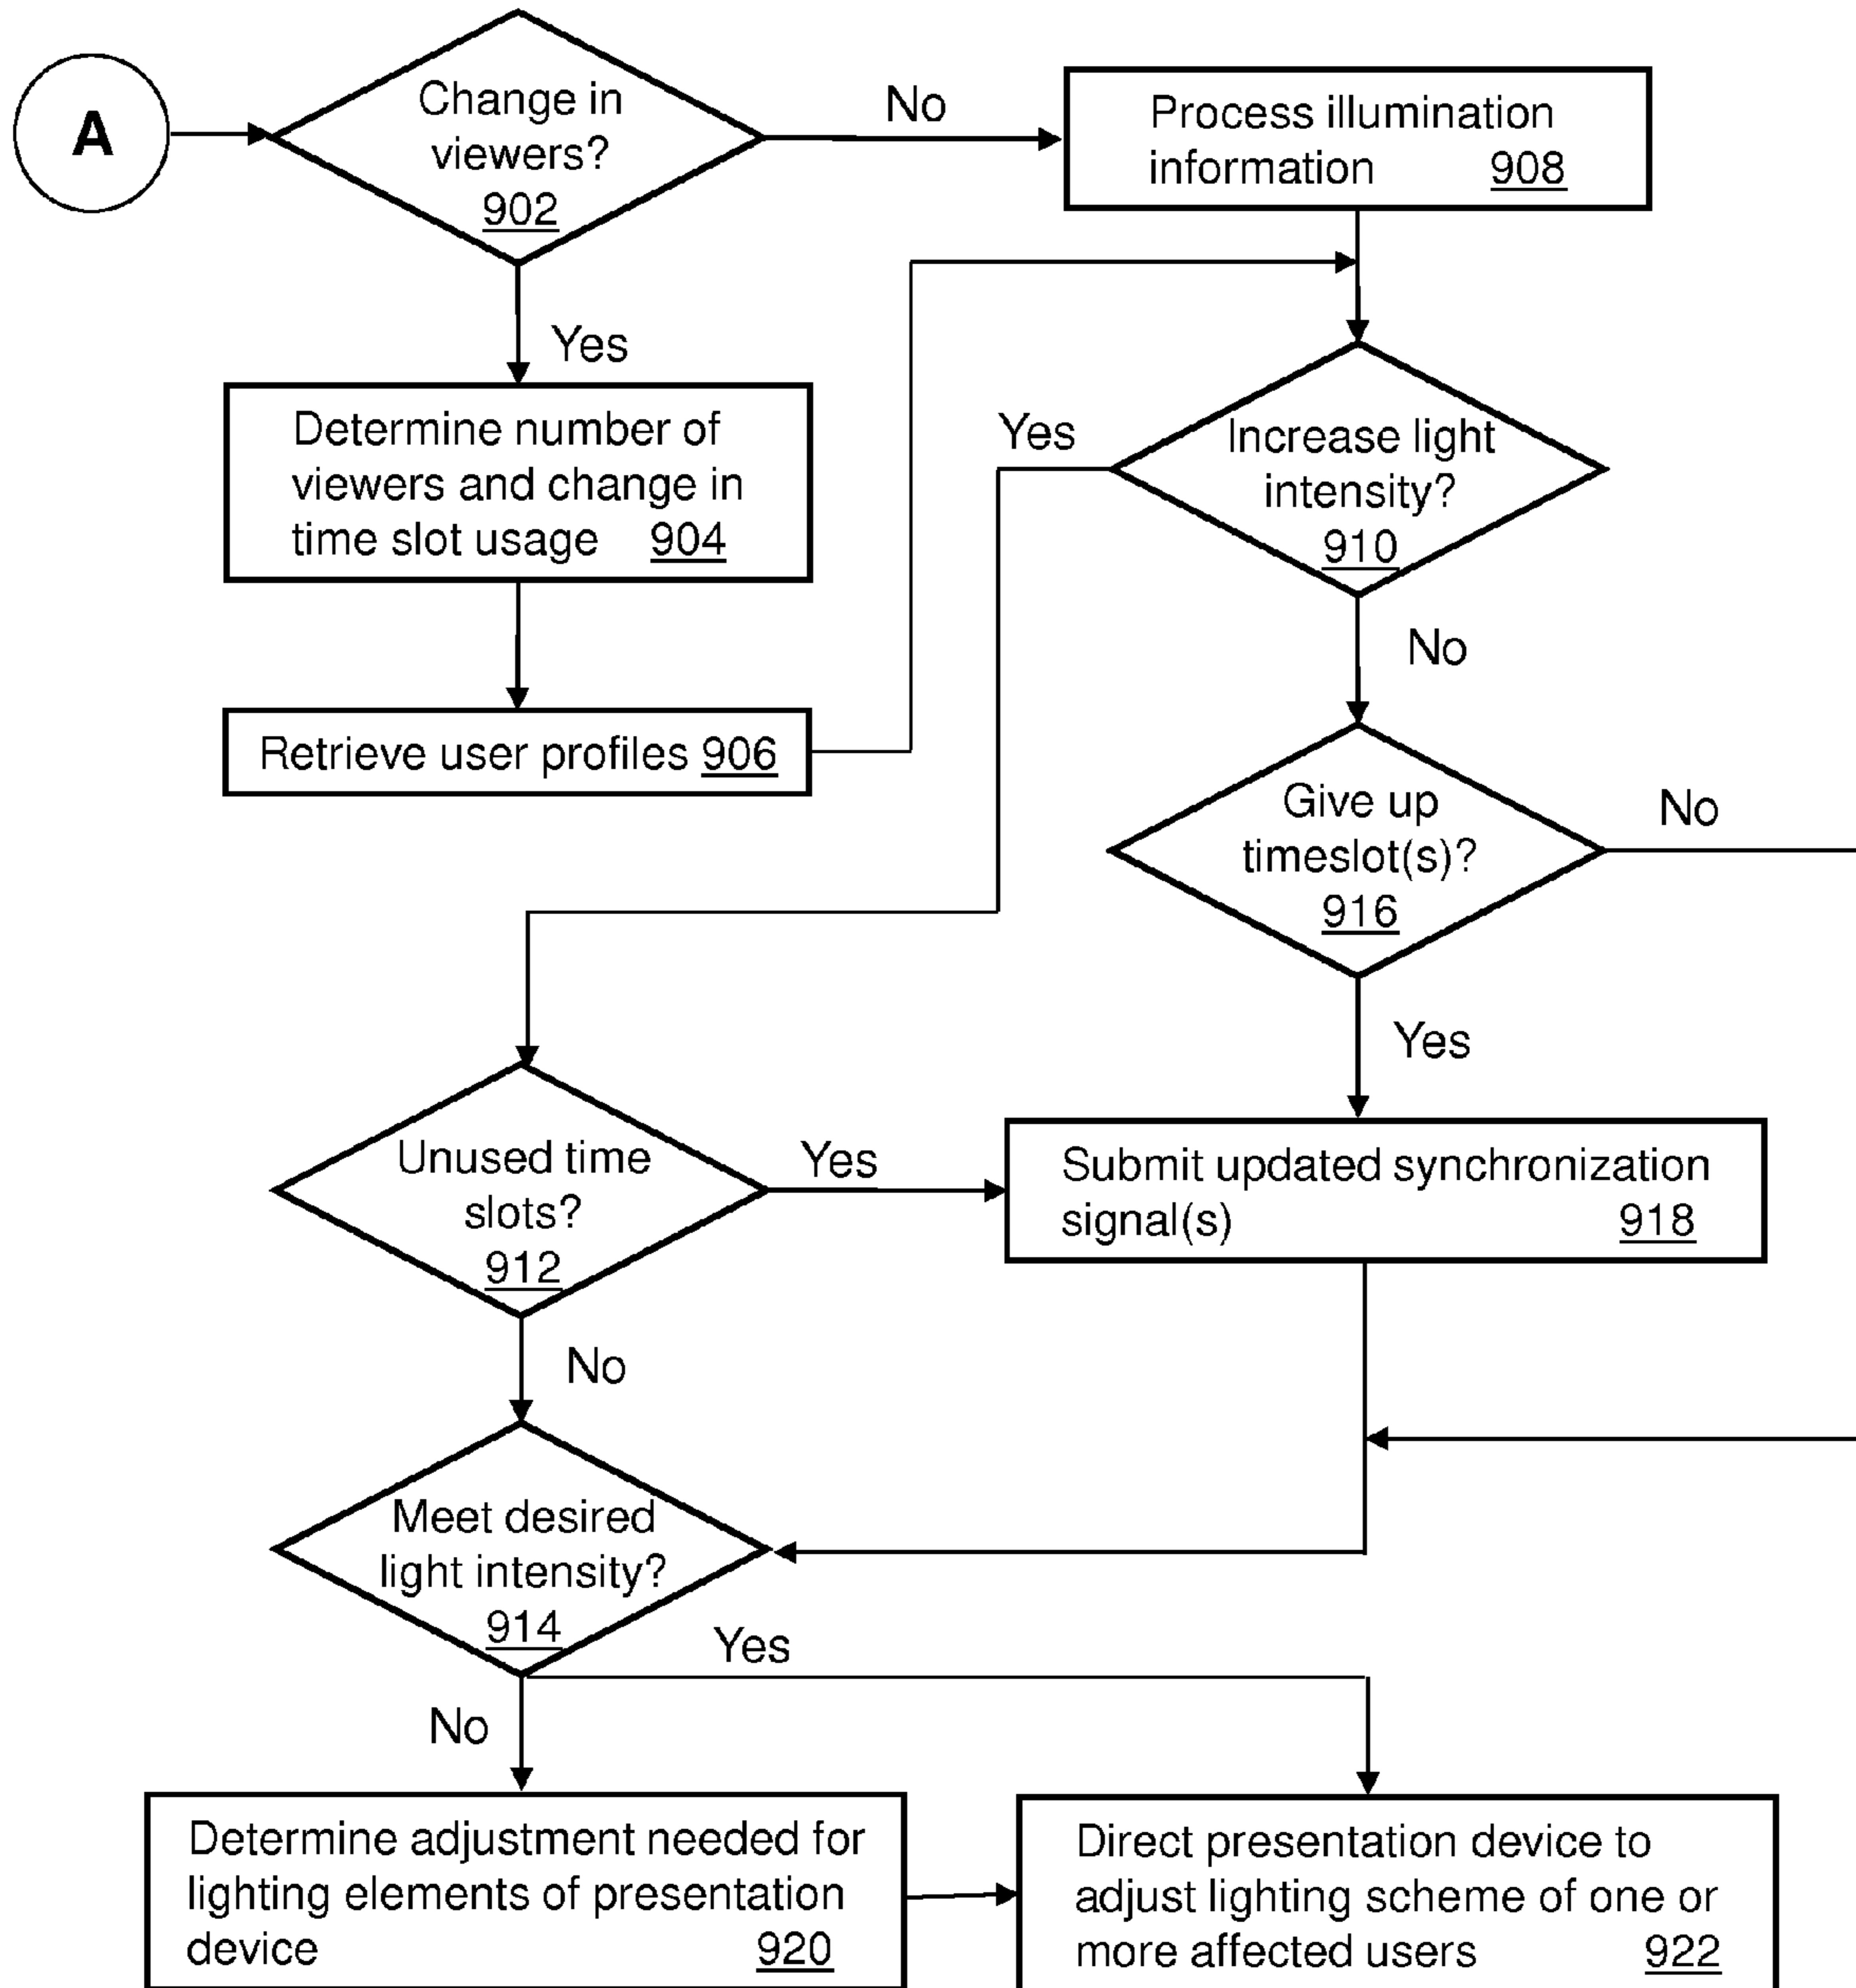 A
Change in
viewers?
902
No
Process illumination
information 908
Yes
Determine number of
viewers and change in
time slot usage 904
Retrieve user profiles 906
Yes
Increase light
intensity?
910
No
Give up
timeslot(s)?
916
No
Yes
Unused time
slots?
912
Yes
Submit updated synchronization
signal(s) 918
No
Meet desired
light intensity?
914
Yes
No
Determine adjustment needed for
lighting elements of presentation
device 920
Direct presentation device to
adjust lighting scheme of one or
more affected users 922